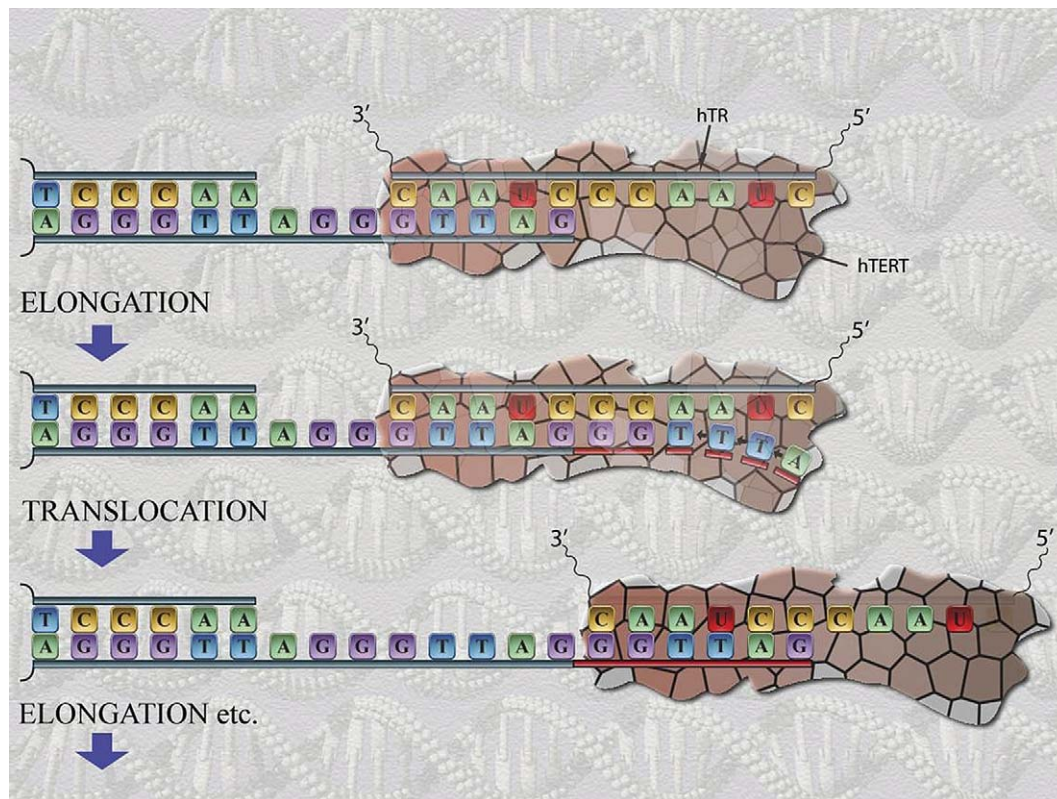 3′ hTR 5′
T C C C A A C A A U C C C A A U C
A G G G T T A G G G T T A G
hTERT
ELONGATION
3′ 5′
T C C C A A C A A U C C C A A U C
A G G G T T A G G G T T A G G G T T T A
TRANSLOCATION
3′ 5′
T C C C A A C A A U C C C A A U
A G G G T T A G G G T T A G G G T T A G
ELONGATION etc.